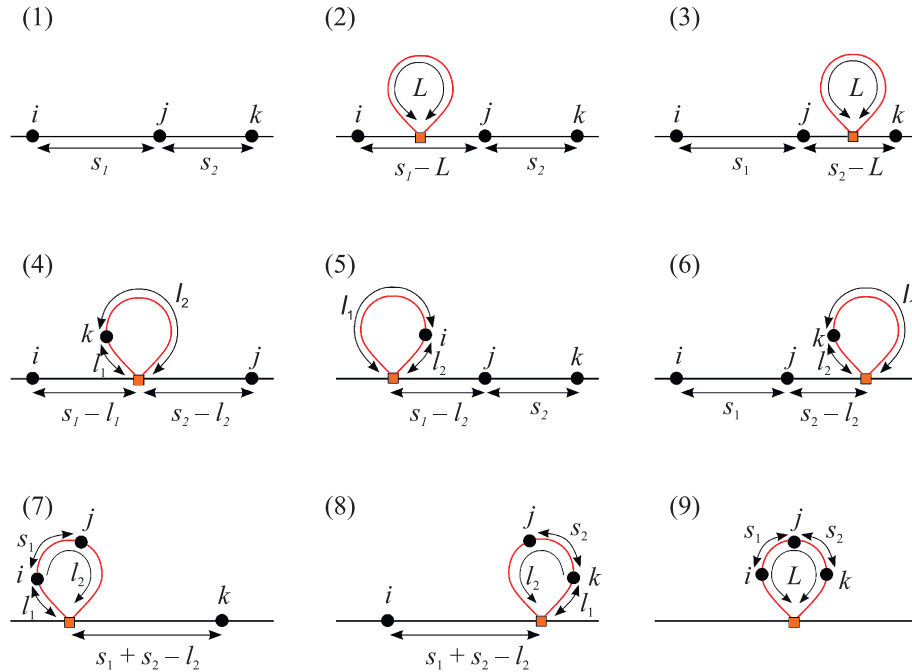 (1) (2) (3)
L L
i j k i j k i j k
s1 s2 s1 – L s2 s1 s2 – L
(4) (5) (6)
l2 l1
k i k
l1 l2 l2
i j j k i j
s1 – l1 s2 – l2 s1 – l2 s2 s1 s2 – l2
(7) (8) (9)
j j j
s1 s2 s1 s2
i l2 k l2 k i L k
l1 i l1
s1 + s2 – l2 s1 + s2 – l2